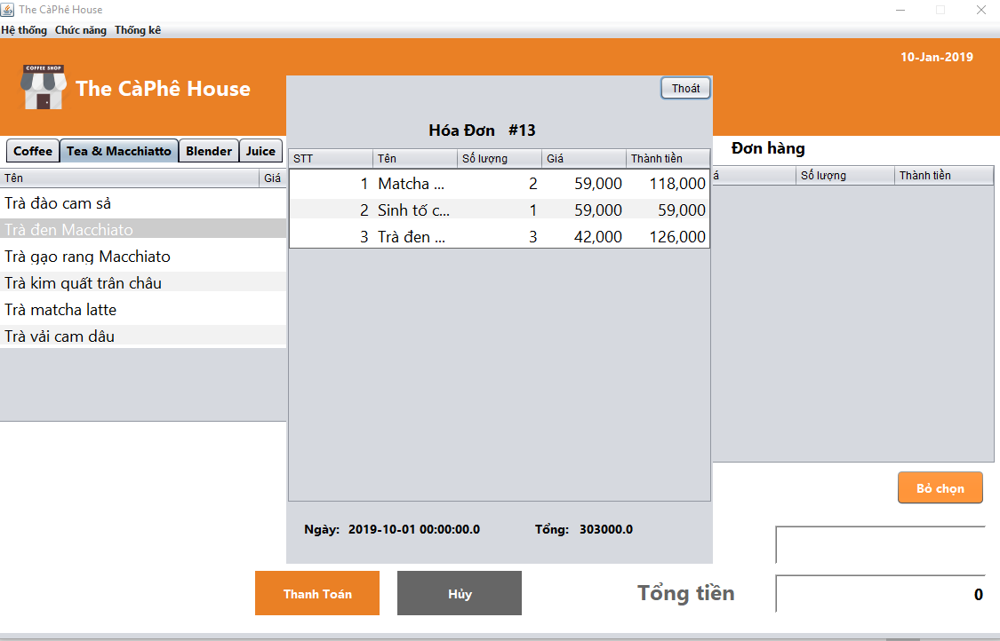 The CàPhê House
Hệ thống Chức năng Thống kê
10-Jan-2019
COFFEE SHOP
The CàPhê House
Thoát
Hóa Đơn #13
Coffee Tea & Macchiatto Blender Juice
Đơn hàng
Tên Giá
STT Tên Số lượng Giá Thành tiền
á Số lượng Thành tiền
1 Matcha ... 2 59,000 118,000
2 Sinh tố c... 1 59,000 59,000
3 Trà đen ... 3 42,000 126,000
Trà đào cam sả
Trà đen Macchiato
Trà gạo rang Macchiato
Trà kim quất trân châu
Trà matcha latte
Trà vải cam dâu
Bỏ chọn
Ngày: 2019-10-01 00:00:00.0 Tổng: 303000.0
Thanh Toán Hủy Tổng tiền 0